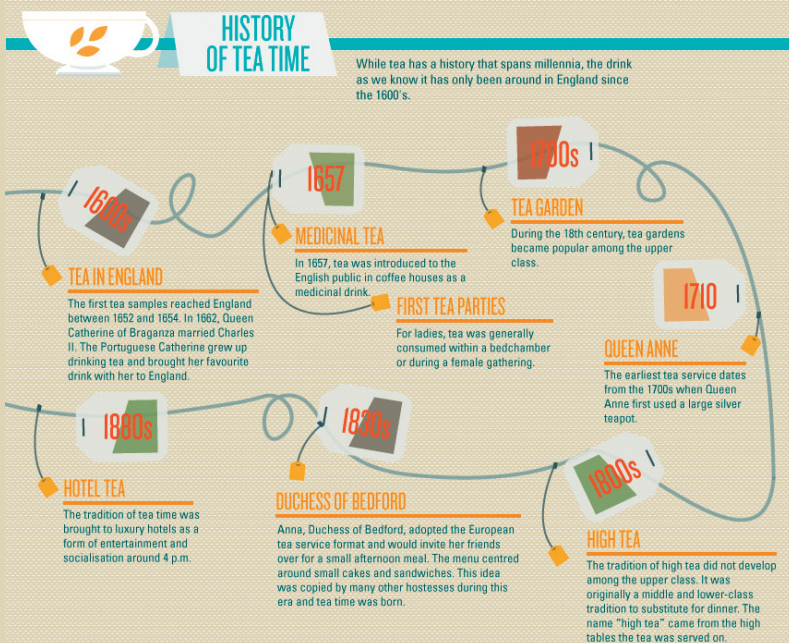 HISTORY
OF TEA TIME
While tea has a history that spans millennia, the drink
as we know it has only been around in England since
the 1600's.
1600s
TEA IN ENGLAND
The first tea samples reached England
between 1652 and 1654. In 1662, Queen
Catherine of Braganza married Charles
II. The Portuguese Catherine grew up
drinking tea and brought her favourite
drink with her to England.
1657
MEDICINAL TEA
In 1657, tea was introduced to the
English public in coffee houses as a
medicinal drink.
FIRST TEA PARTIES
For ladies, tea was generally
consumed within a bedchamber
or during a female gathering.
1700s
TEA GARDEN
During the 18th century, tea gardens
became popular among the upper
class.
1710
QUEEN ANNE
The earliest tea service dates
from the 1700s when Queen
Anne first used a large silver
teapot.
1800s
HIGH TEA
The tradition of high tea did not develop
among the upper class. It was
originally a middle and lower-class
tradition to substitute for dinner. The
name "high tea" came from the high
tables the tea was served on.
1830s
DUCHESS OF BEDFORD
Anna, Duchess of Bedford, adopted the European
tea service format and would invite her friends
over for a small afternoon meal. The menu centred
around small cakes and sandwiches. This idea
was copied by many other hostesses during this
era and tea time was born.
1880s
HOTEL TEA
The tradition of tea time was
brought to luxury hotels as a
form of entertainment and
socialisation around 4 p.m.